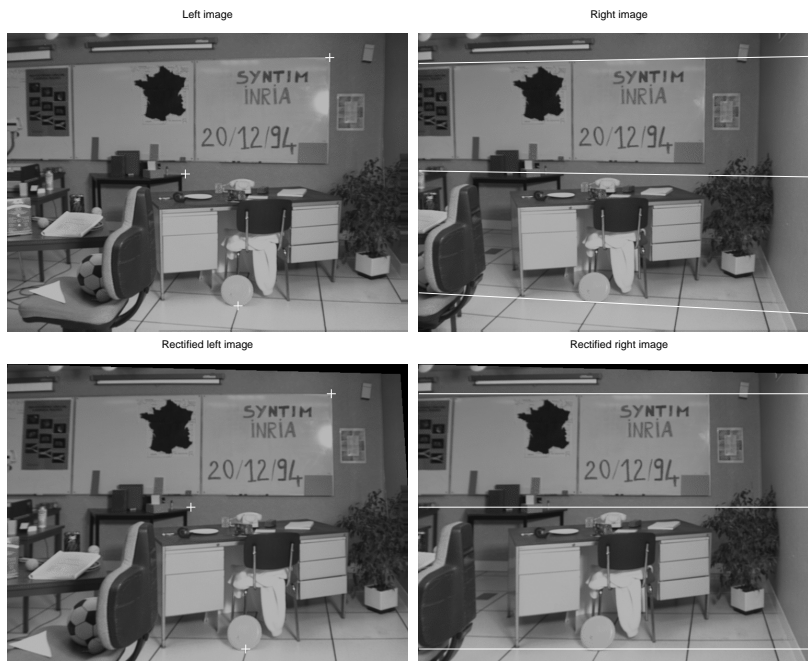 Left image
Right image
SYNTIM
INRIA
20/12/94
SYNTIM
INRIA
20/12/94
Rectified left image
Rectified right image
SYNTIM
INRIA
20/12/94
SYNTIM
INRIA
20/12/94